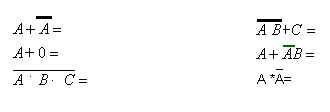 A + A̅ =
A + 0 =
A̅ ̅·̅ ̅B̅ ̅·̅ ̅C̅ =
A̅ ̅B̅ + C =
A + A̅B =
A * A̅ =